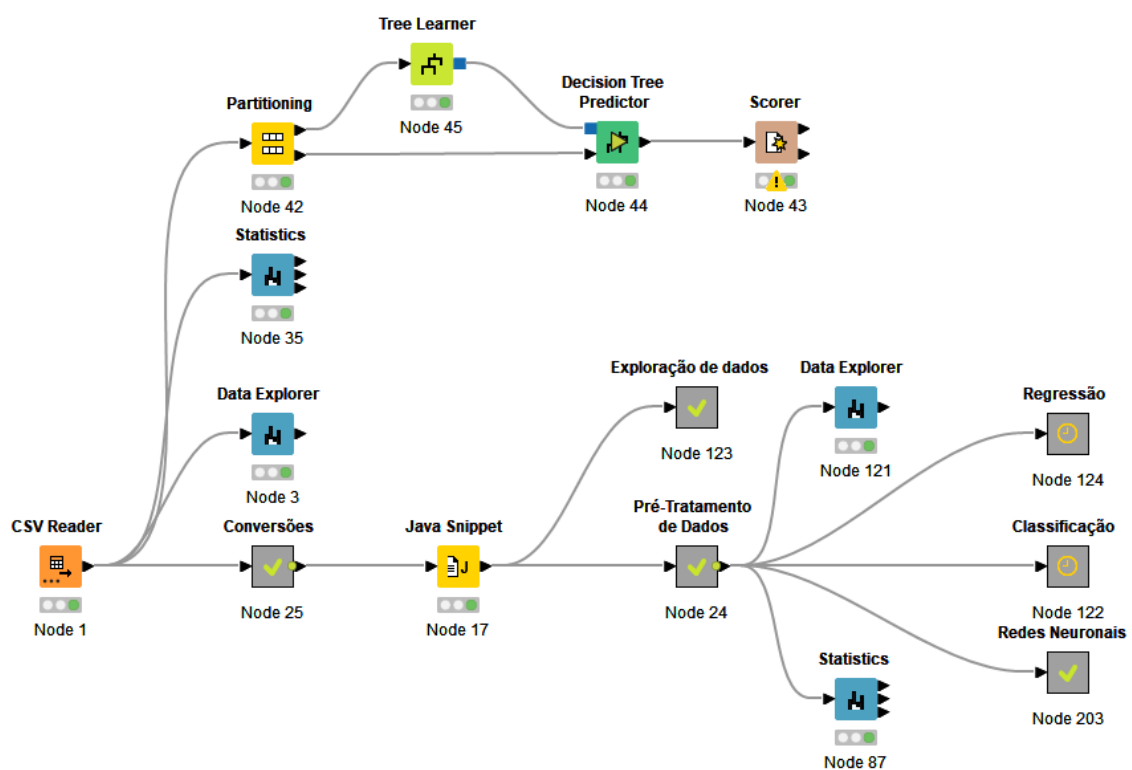 Tree Learner
Node 45
Partitioning
Node 42
Decision Tree
Predictor
Node 44
Scorer
Node 43
Statistics
Node 35
Data Explorer
Node 3
CSV Reader
Node 1
Conversões
Node 25
Java Snippet
J
Node 17
Exploração de dados
Node 123
Pré-Tratamento
de Dados
Node 24
Data Explorer
Node 121
Regressão
Node 124
Classificação
Node 122
Redes Neuronais
Node 203
Statistics
Node 87